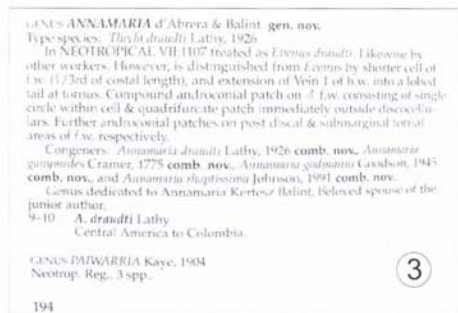 GENUS ANNAMARIA d'Abrera & Balint. gen. nov.
Type species: Thecla draudti Lathy, 1926
In NEOTROPICAL VII:1107 treated as Evenus draudti. Likewise by
other workers. However, is distinguished from Evenus by shorter cell of
f.w. (1/3rd of costal length), and extension of Vein 1 of h.w. into a lobed
tail at tornus. Compound androconial patch on ♂ f.w. consisting of single
circle within cell & quadrifurcate patch immediately outside discocellu-
lars. Further androconial patches on post discal & submarginal tornal
areas of f.w. respectively.
Congeners: Annamaria draudti Lathy, 1926 comb. nov., Annamaria
ganymedes Cramer, 1775 comb. nov., Annamaria godmani Goodson, 1945
comb. nov., and Annamaria rhaptissima Johnson, 1991 comb. nov..
Genus dedicated to Annamaria Kertész Balint. Beloved spouse of the
junior author.
9-10 A. draudti Lathy
Central America to Colombia.
GENUS PAIWARRIA Kaye, 1904
Neotrop. Reg., 3 spp..
3
194